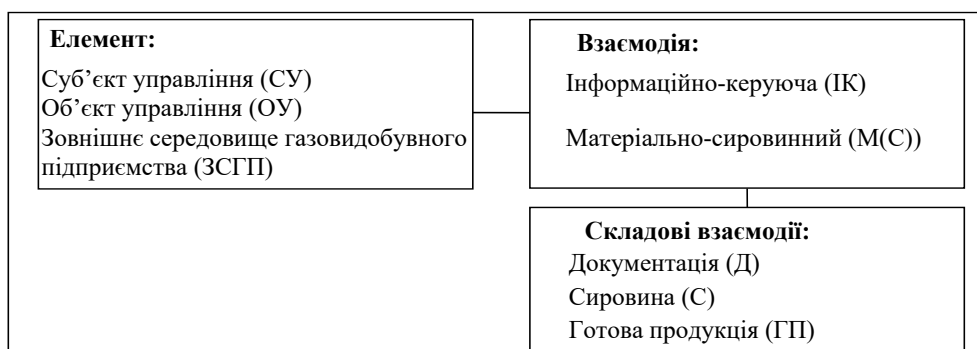 Елемент:
Суб’єкт управління (СУ)
Об’єкт управління (ОУ)
Зовнішнє середовище газовидобувного
підприємства (ЗСГП)
Взаємодія:
Інформаційно-керуюча (ІК)
Матеріально-сировинний (М(С))
Складові взаємодії:
Документація (Д)
Сировина (С)
Готова продукція (ГП)